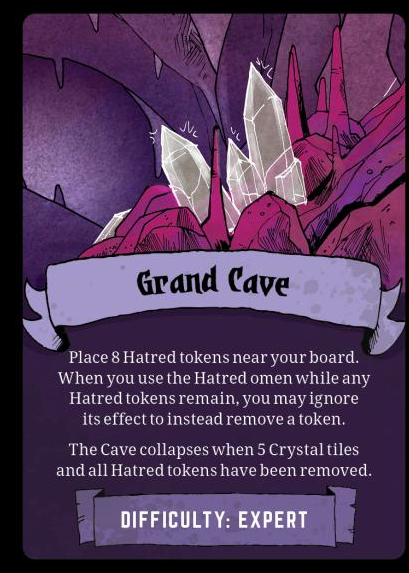 Grand Cave
Place 8 Hatred tokens near your board.
When you use the Hatred omen while any
Hatred tokens remain, you may ignore
its effect to instead remove a token.
The Cave collapses when 5 Crystal tiles
and all Hatred tokens have been removed.
DIFFICULTY: EXPERT